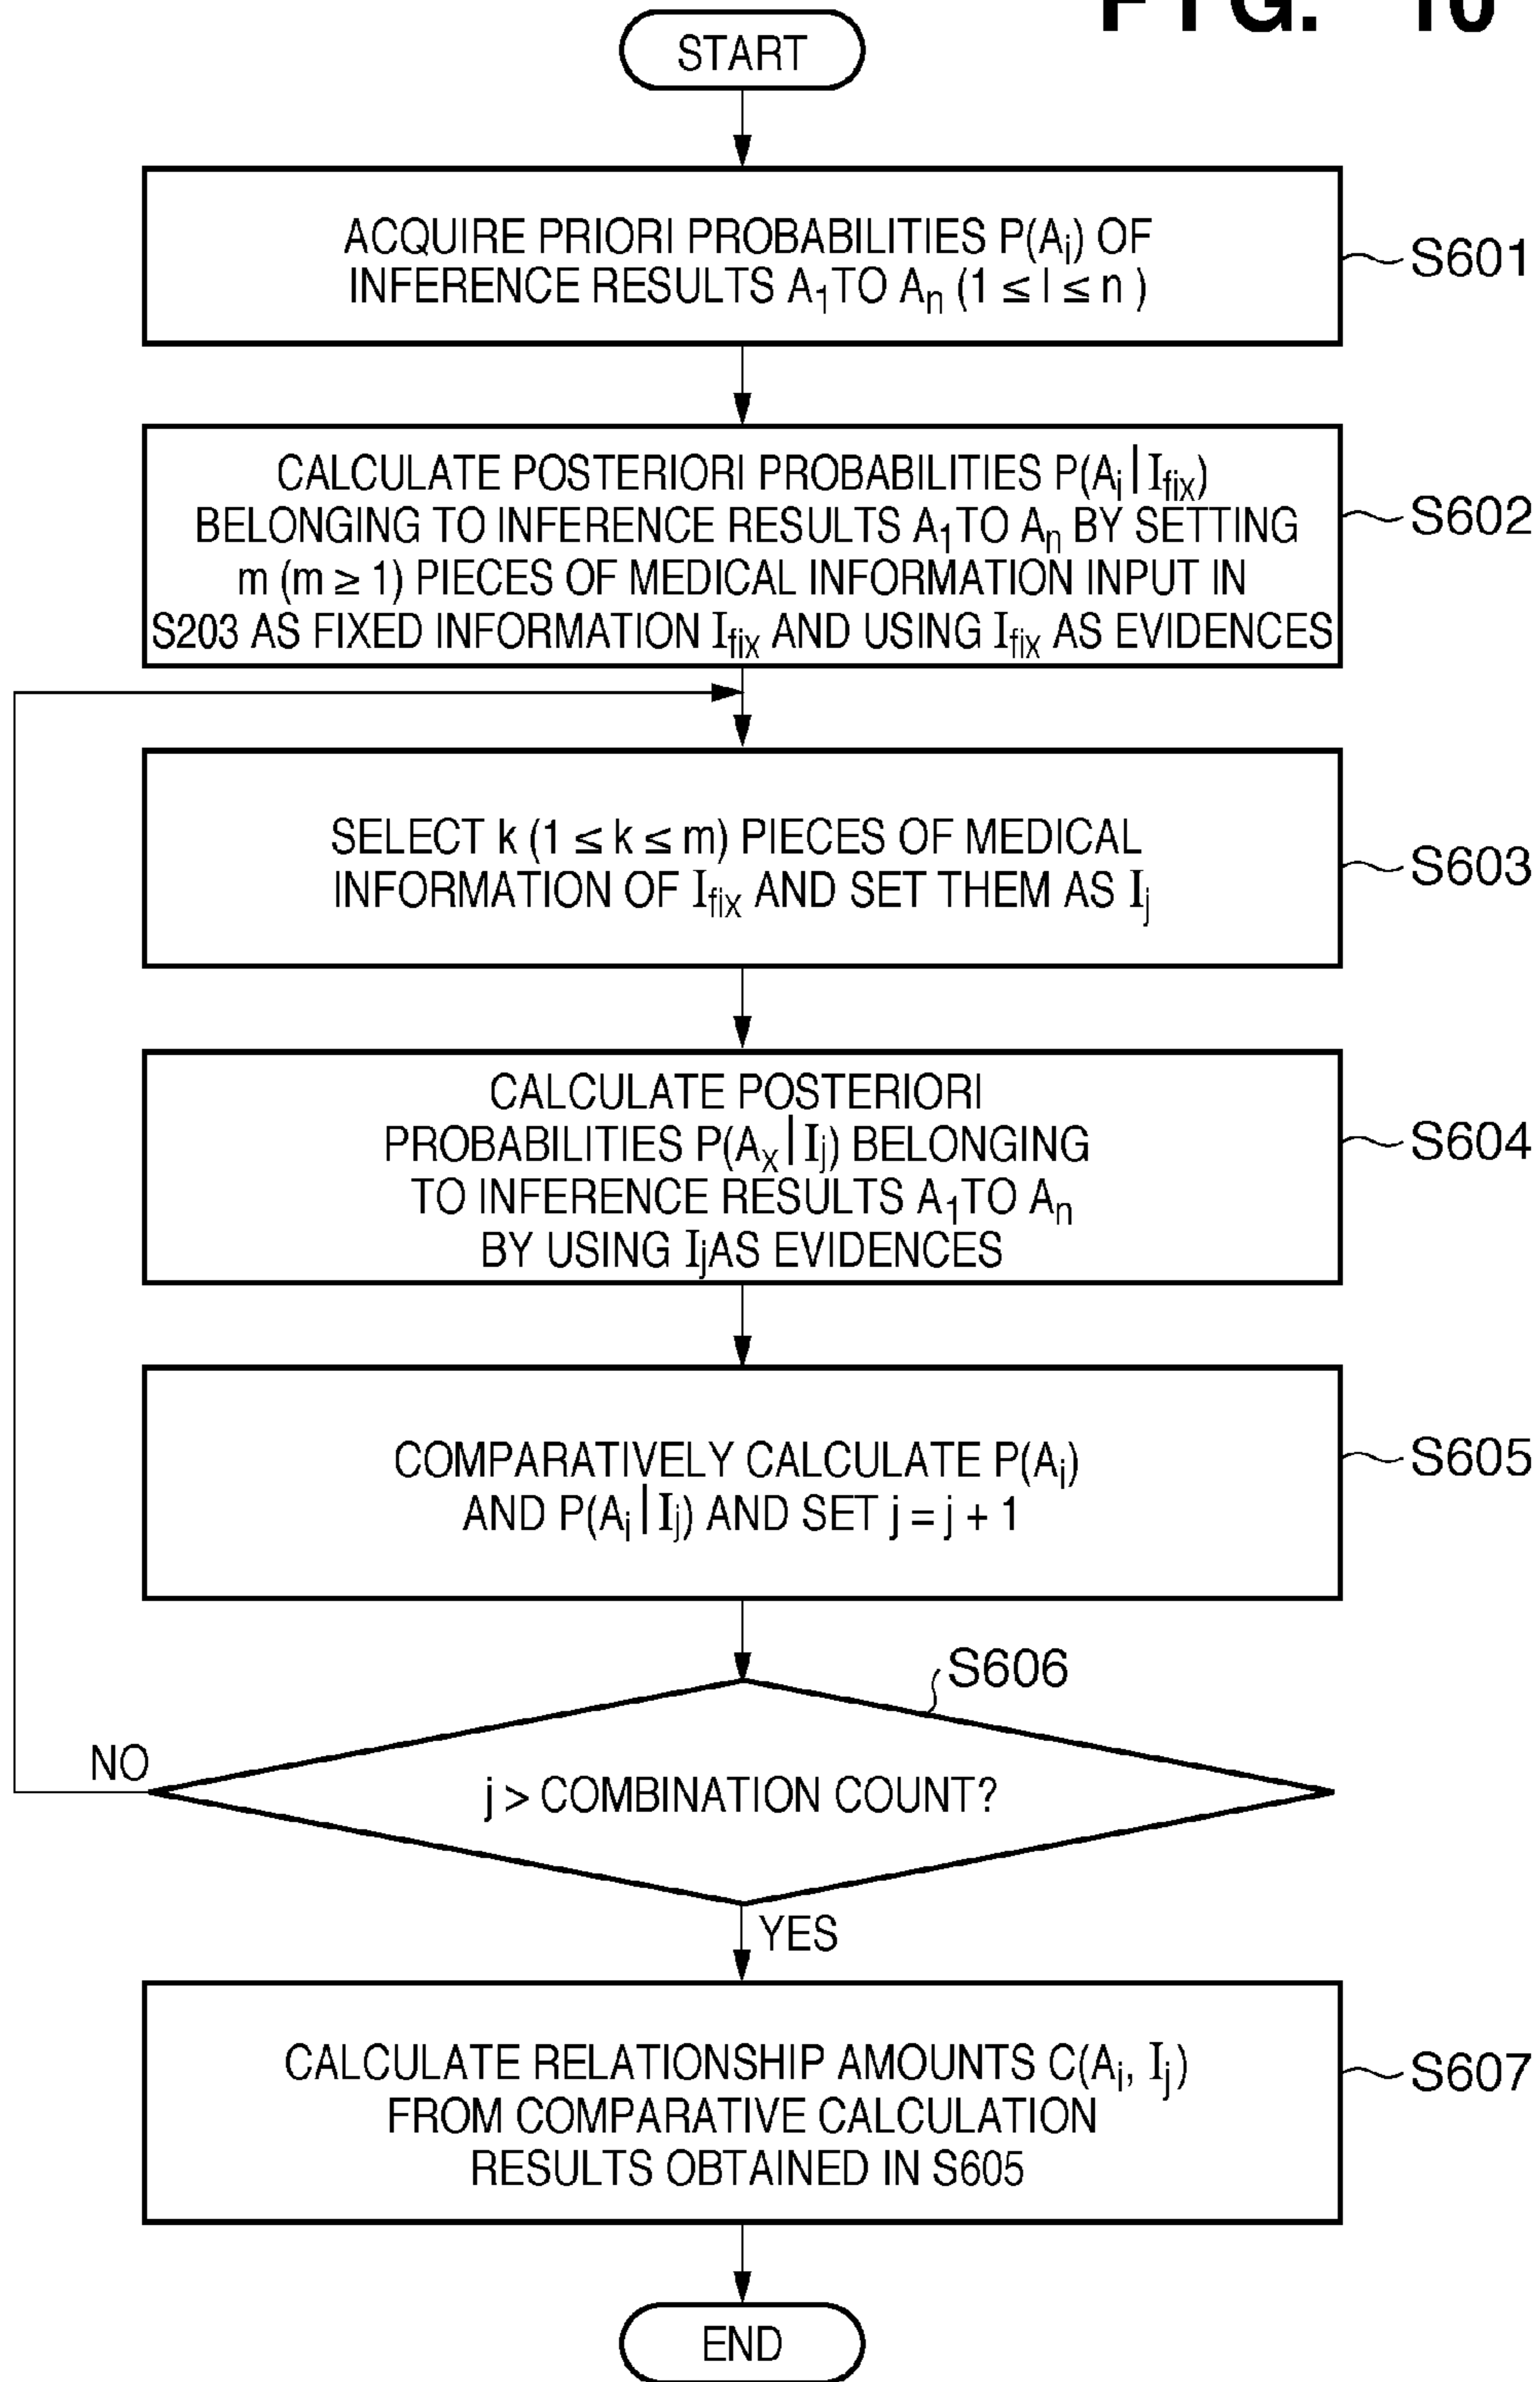 FIG. 10
START
ACQUIRE PRIORI PROBABILITIES P(Ai) OF
INFERENCE RESULTS A1 TO An (1 ≤ I ≤ n )
S601
CALCULATE POSTERIORI PROBABILITIES P(Ai|Ifix)
BELONGING TO INFERENCE RESULTS A1 TO An BY SETTING
m (m ≥ 1) PIECES OF MEDICAL INFORMATION INPUT IN
S203 AS FIXED INFORMATION Ifix AND USING Ifix AS EVIDENCES
S602
SELECT k (1 ≤ k ≤ m) PIECES OF MEDICAL
INFORMATION OF Ifix AND SET THEM AS Ij
S603
CALCULATE POSTERIORI
PROBABILITIES P(Ax|Ij) BELONGING
TO INFERENCE RESULTS A1 TO An
BY USING Ij AS EVIDENCES
S604
COMPARATIVELY CALCULATE P(Ai)
AND P(Ai|Ij) AND SET j = j + 1
S605
S606
NO
j > COMBINATION COUNT?
YES
CALCULATE RELATIONSHIP AMOUNTS C(Ai, Ij)
FROM COMPARATIVE CALCULATION
RESULTS OBTAINED IN S605
S607
END